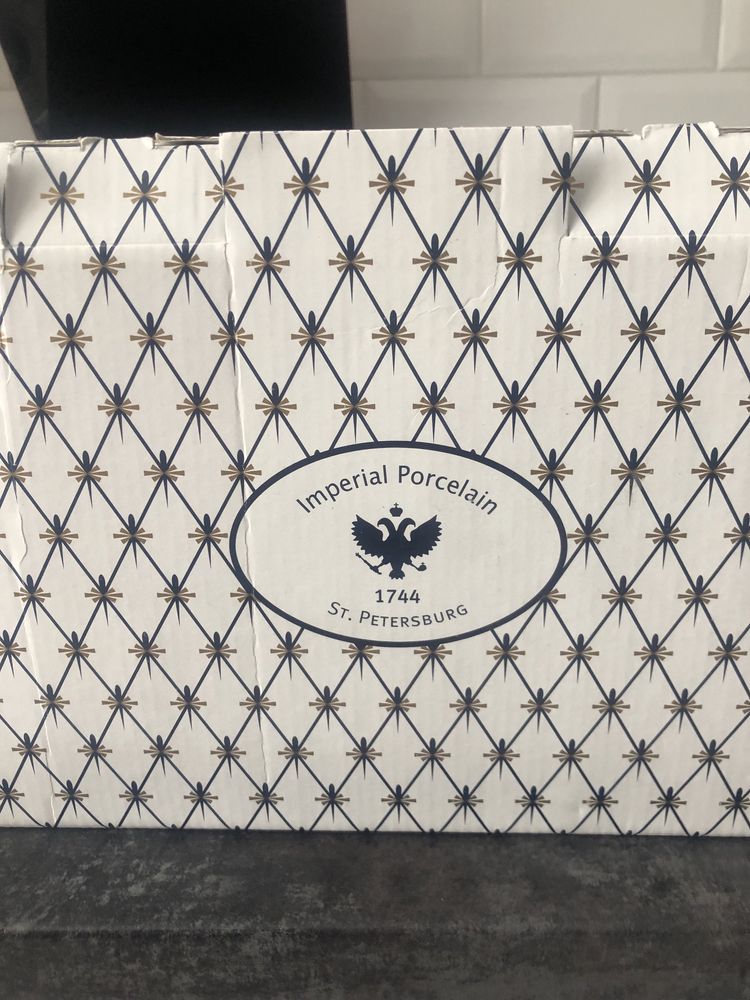 Imperial Porcelain
1744
St. Petersburg